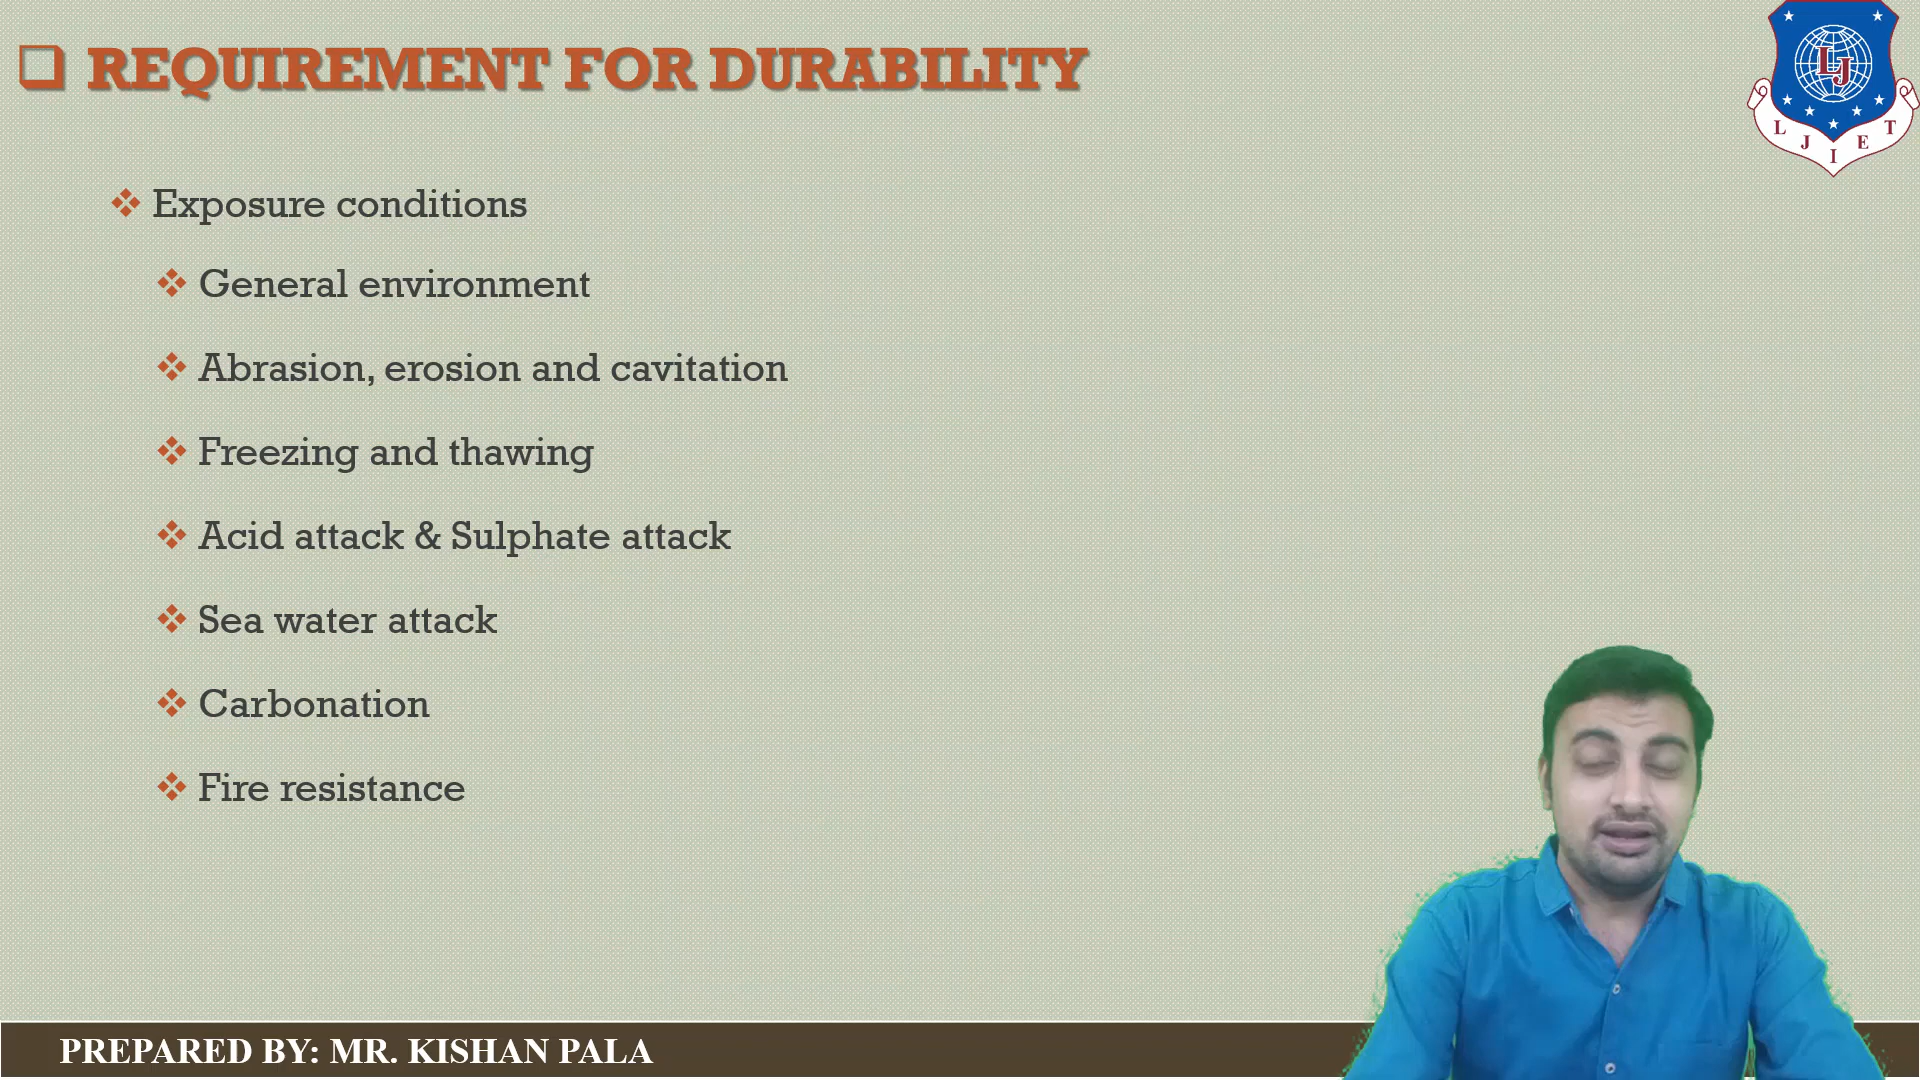 REQUIREMENT FOR DURABILITY
LJ
L J I E T
Exposure conditions
General environment
Abrasion, erosion and cavitation
Freezing and thawing
Acid attack & Sulphate attack
Sea water attack
Carbonation
Fire resistance
PREPARED BY: MR. KISHAN PALA